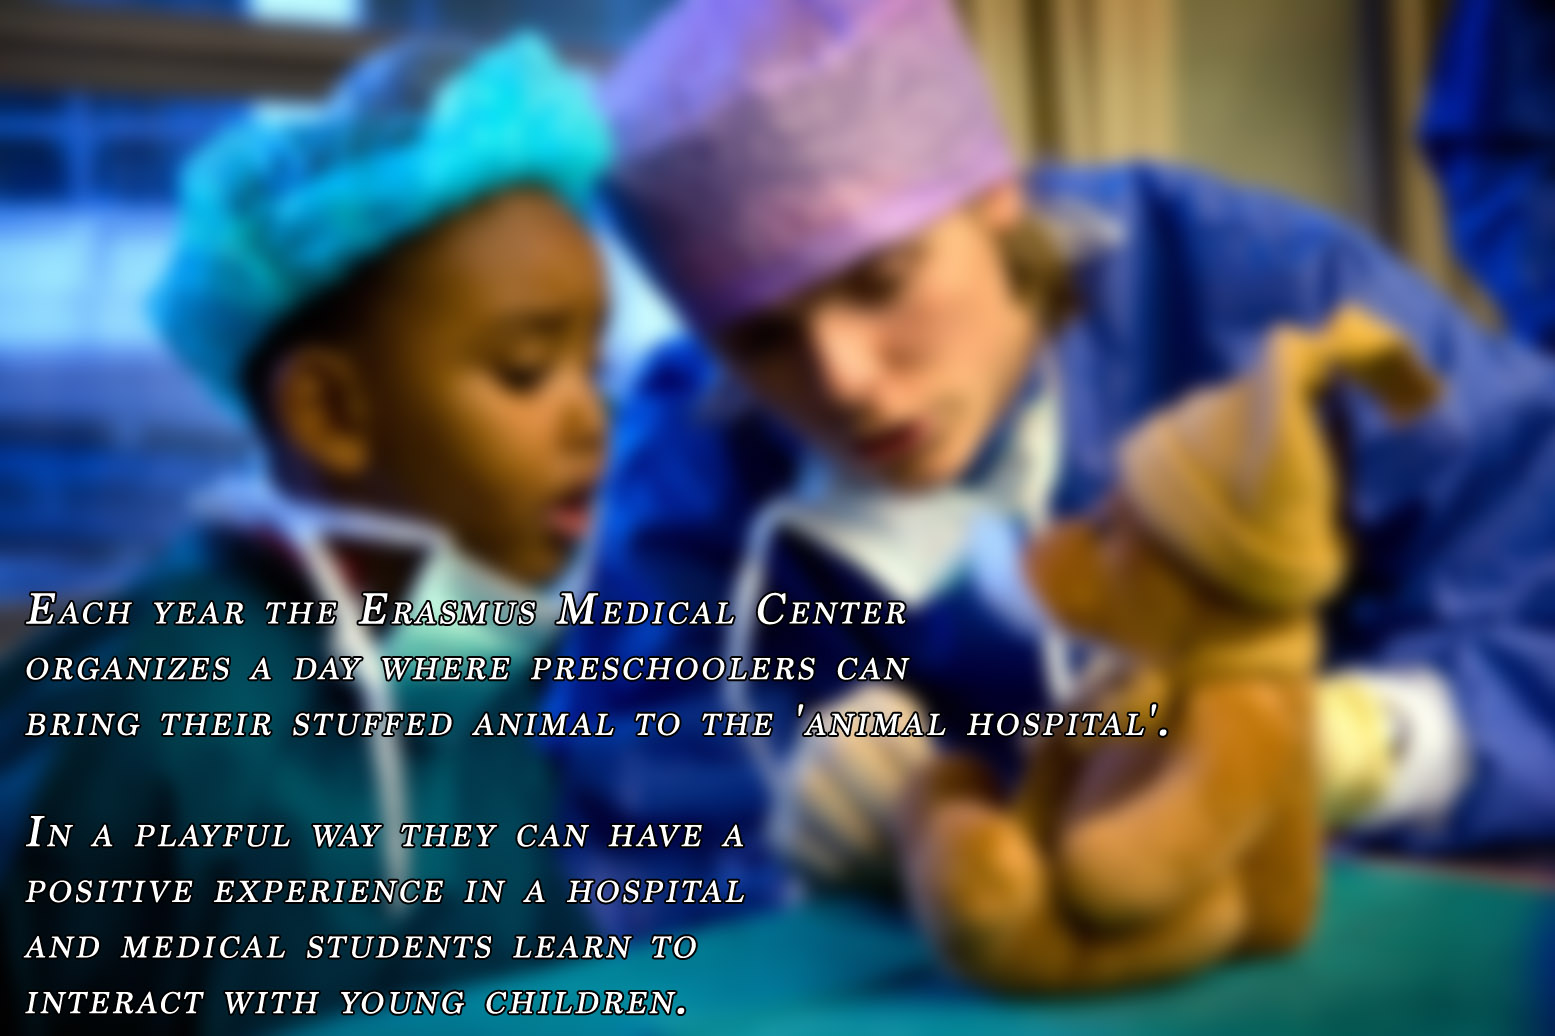 Each year the Erasmus Medical Center
organizes a day where preschoolers can
bring their stuffed animal to the 'animal hospital'.
In a playful way they can have a
positive experience in a hospital
and medical students learn to
interact with young children.